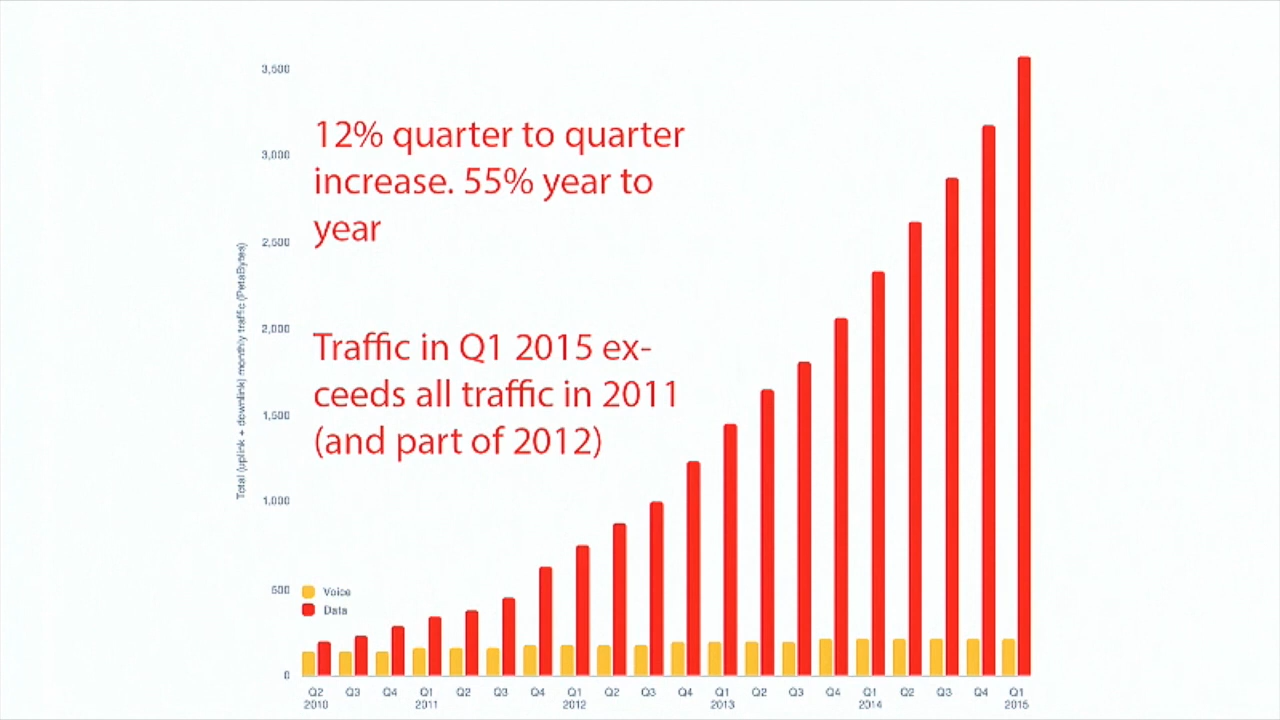 3,500
12% quarter to quarter
increase. 55% year to
year
3,000
2,500
Traffic in Q1 2015 ex-
ceeds all traffic in 2011
(and part of 2012)
2,000
1,500
1,000
500
0
Total (uplink + downlink) monthly traffic (PetaBytes)
Voice
Data
Q2 Q3 Q4 Q1 Q2 Q3 Q4 Q1 Q2 Q3 Q4 Q1 Q2 Q3 Q4 Q1 Q2 Q3 Q4 Q1
2010 2011 2012 2013 2014 2015